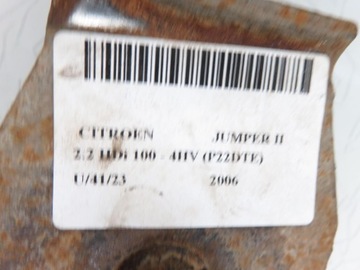 CITROEN JUMPER II
2.2 HDi 100 - 4HV (P22DTE)
U/41/23 2006